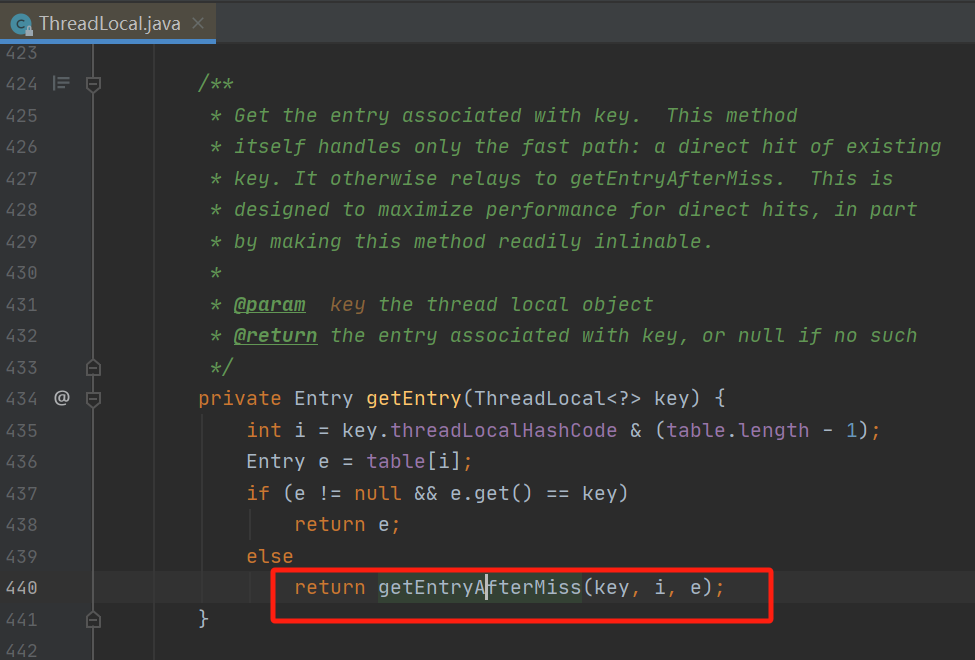 ThreadLocal.java
423
424 /**
425 * Get the entry associated with key.  This method
426 * itself handles only the fast path: a direct hit of existing
427 * key. It otherwise relays to getEntryAfterMiss.  This is
428 * designed to maximize performance for direct hits, in part
429 * by making this method readily inlinable.
430 *
431 * @param  key the thread local object
432 * @return the entry associated with key, or null if no such
433 */
434 @ private Entry getEntry(ThreadLocal<?> key) {
435 int i = key.threadLocalHashCode & (table.length - 1);
436 Entry e = table[i];
437 if (e != null && e.get() == key)
438 return e;
439 else
440 return getEntryAfterMiss(key, i, e);
441 }
442